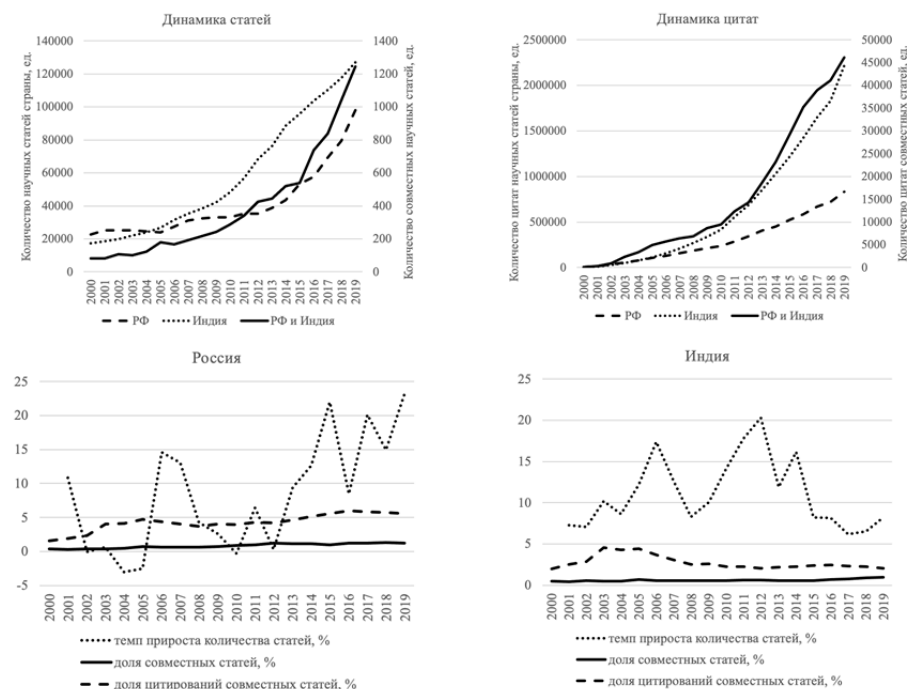 Динамика статей
Количество научных статей страны, ед.
140000
120000
100000
80000
60000
40000
20000
0
1400
1200
1000
800
600
400
200
0
Количество совместных научных статей, ед.
2000 2001 2002 2003 2004 2005 2006 2007 2008 2009 2010 2011 2012 2013 2014 2015 2016 2017 2018 2019
РФ Индия РФ и Индия
Динамика цитат
Количество цитат научных статей страны, ед.
2500000
2000000
1500000
1000000
500000
0
50000
45000
40000
35000
30000
25000
20000
15000
10000
5000
0
Количество цитат совместных статей, ед.
2000 2001 2002 2003 2004 2005 2006 2007 2008 2009 2010 2011 2012 2013 2014 2015 2016 2017 2018 2019
РФ Индия РФ и Индия
Россия
25
20
15
10
5
0
-5
2000 2001 2002 2003 2004 2005 2006 2007 2008 2009 2010 2011 2012 2013 2014 2015 2016 2017 2018 2019
темп прироста количества статей, %
доля совместных статей, %
доля цитирований совместных статей, %
Индия
25
20
15
10
5
0
2000 2001 2002 2003 2004 2005 2006 2007 2008 2009 2010 2011 2012 2013 2014 2015 2016 2017 2018 2019
темп прироста количества статей, %
доля совместных статей, %
доля цитирований совместных статей, %